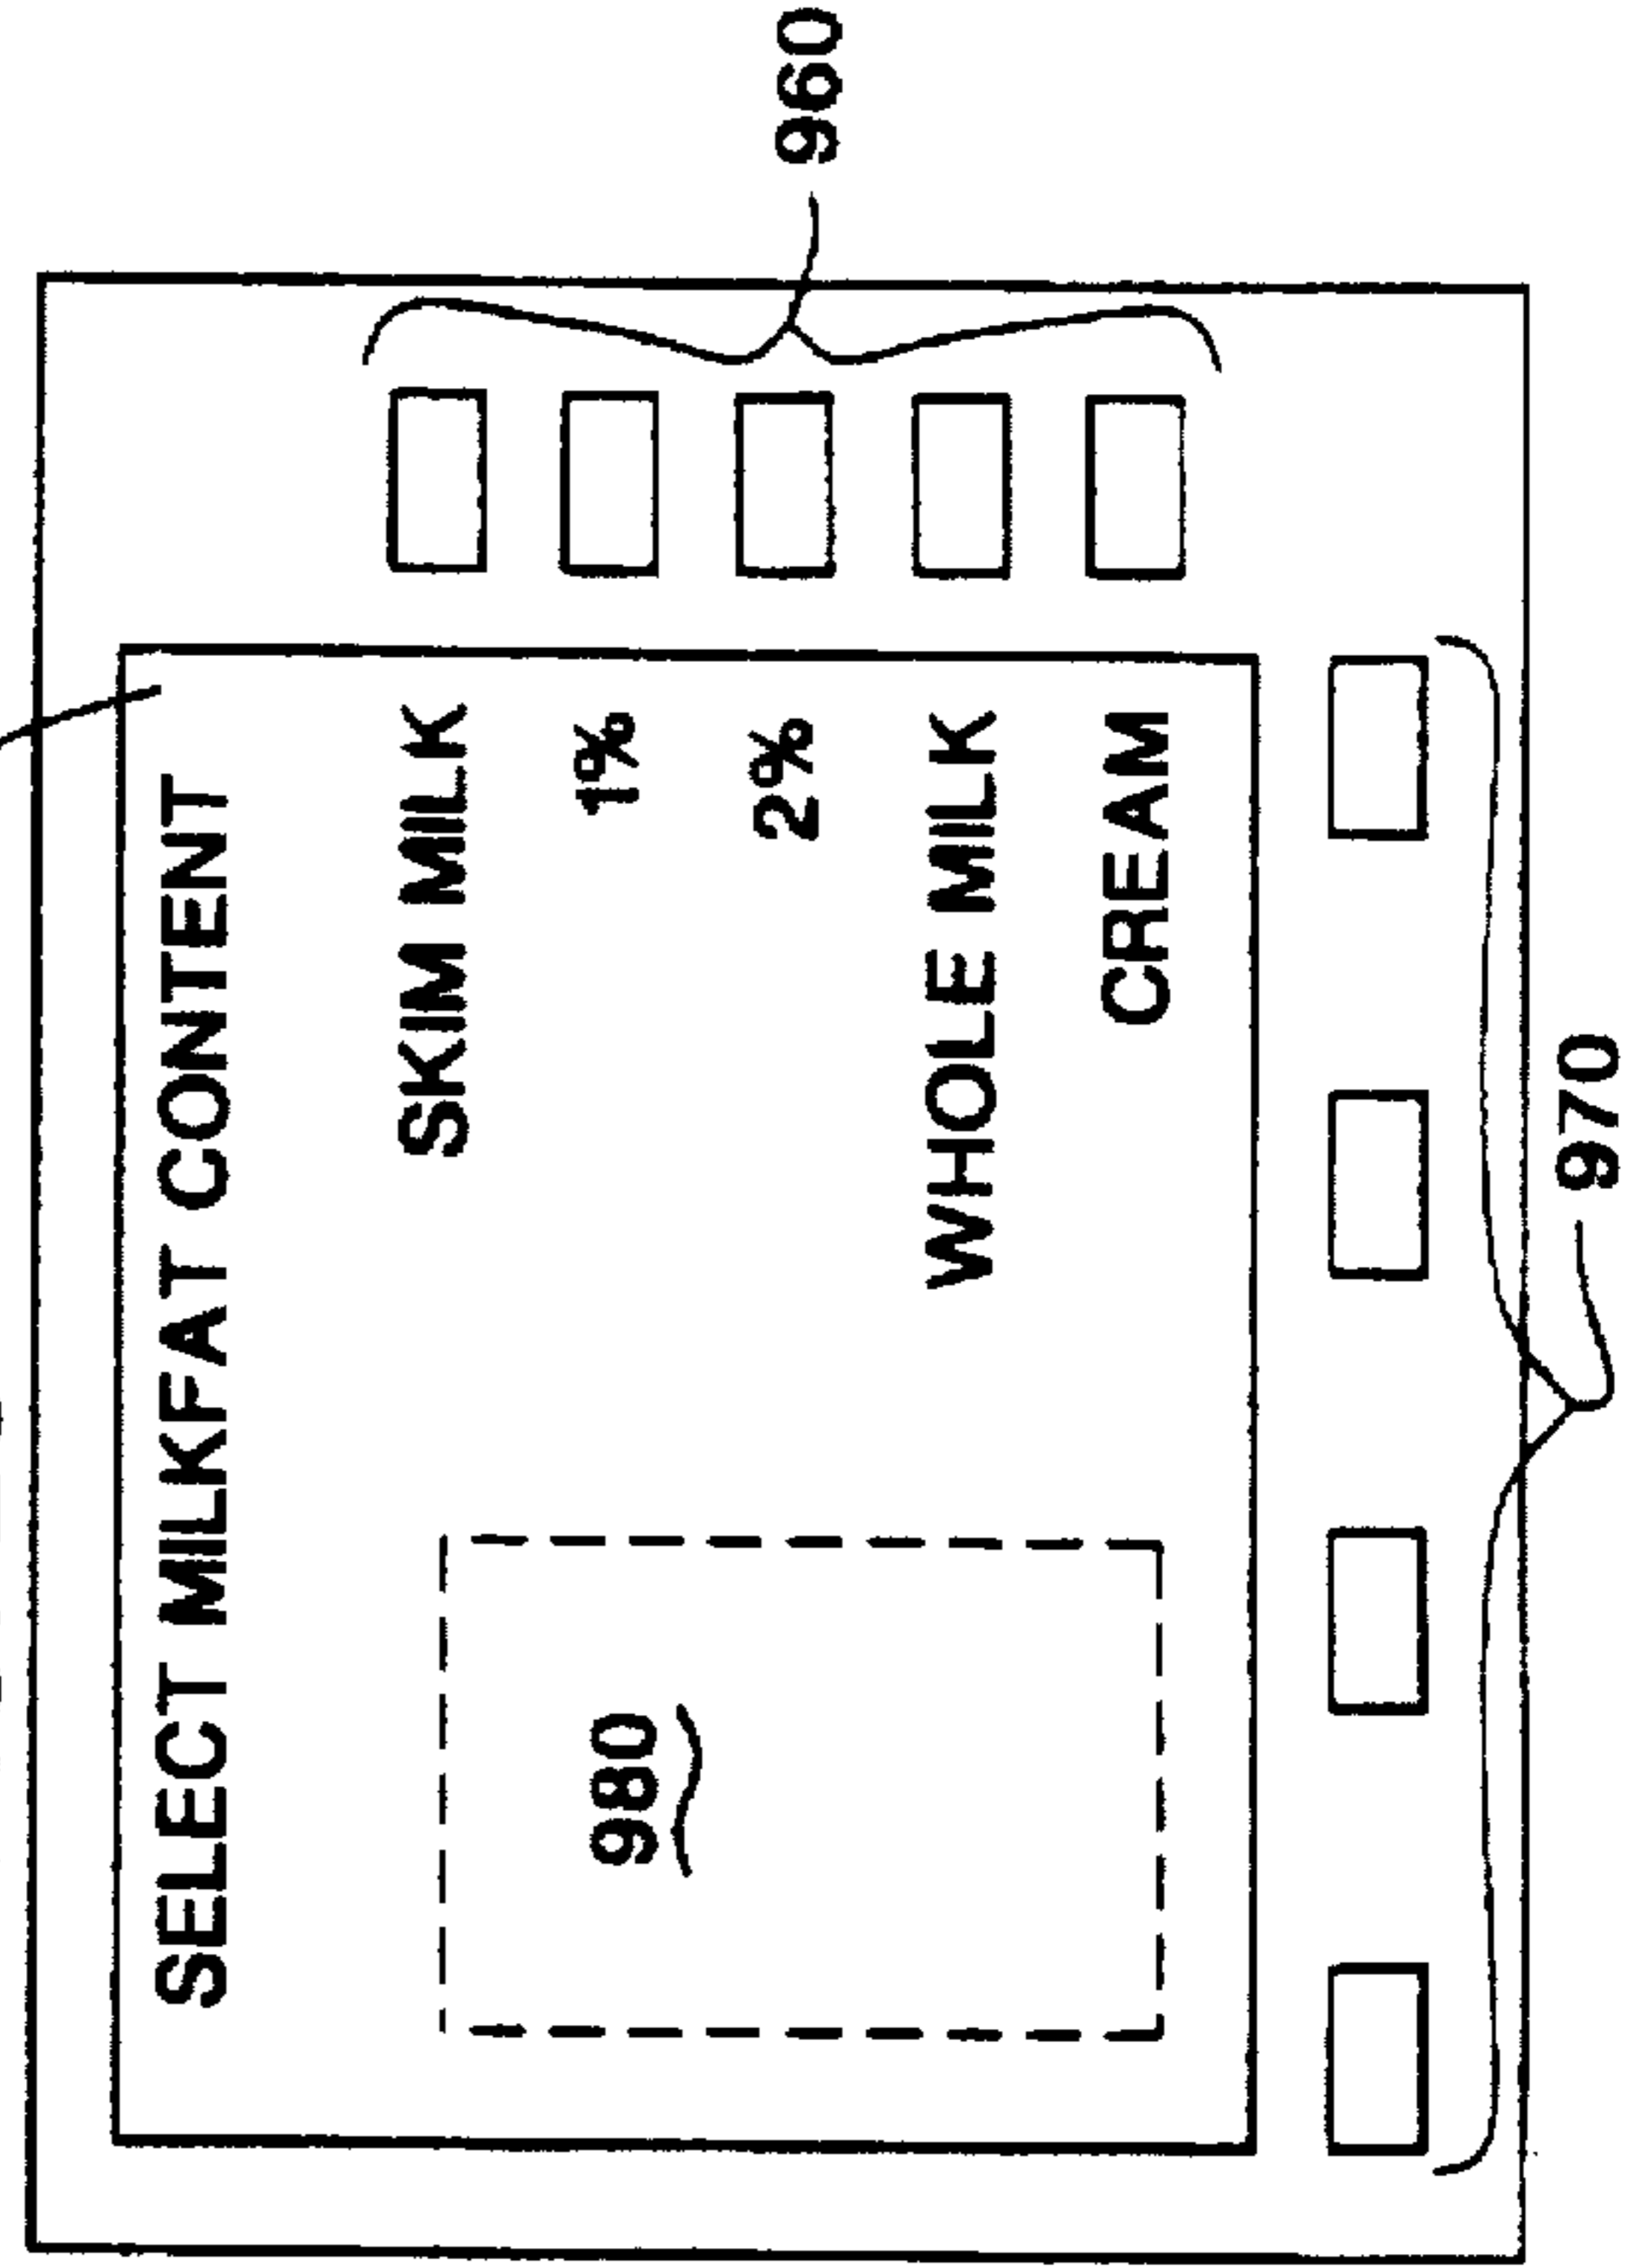 SELECT MILKFAT CONTENT
SKIM MILK
1%
2%
WHOLE MILK
CREAM
960
970
980